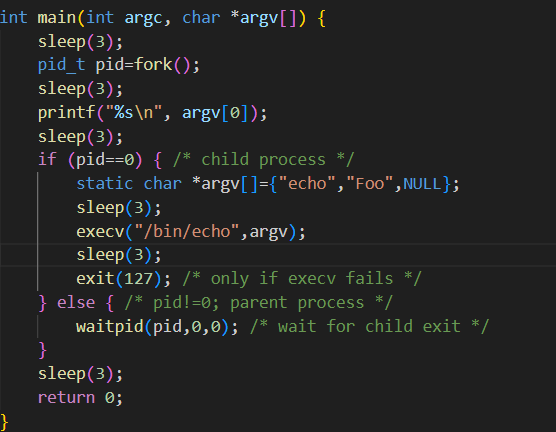 int main(int argc, char *argv[]) {
    sleep(3);
    pid_t pid=fork();
    sleep(3);
    printf("%s\n", argv[0]);
    sleep(3);
    if (pid==0) { /* child process */
        static char *argv[]={"echo","Foo",NULL};
        sleep(3);
        execv("/bin/echo",argv);
        sleep(3);
        exit(127); /* only if execv fails */
    } else { /* pid!=0; parent process */
        waitpid(pid,0,0); /* wait for child exit */
    }
    sleep(3);
    return 0;
}